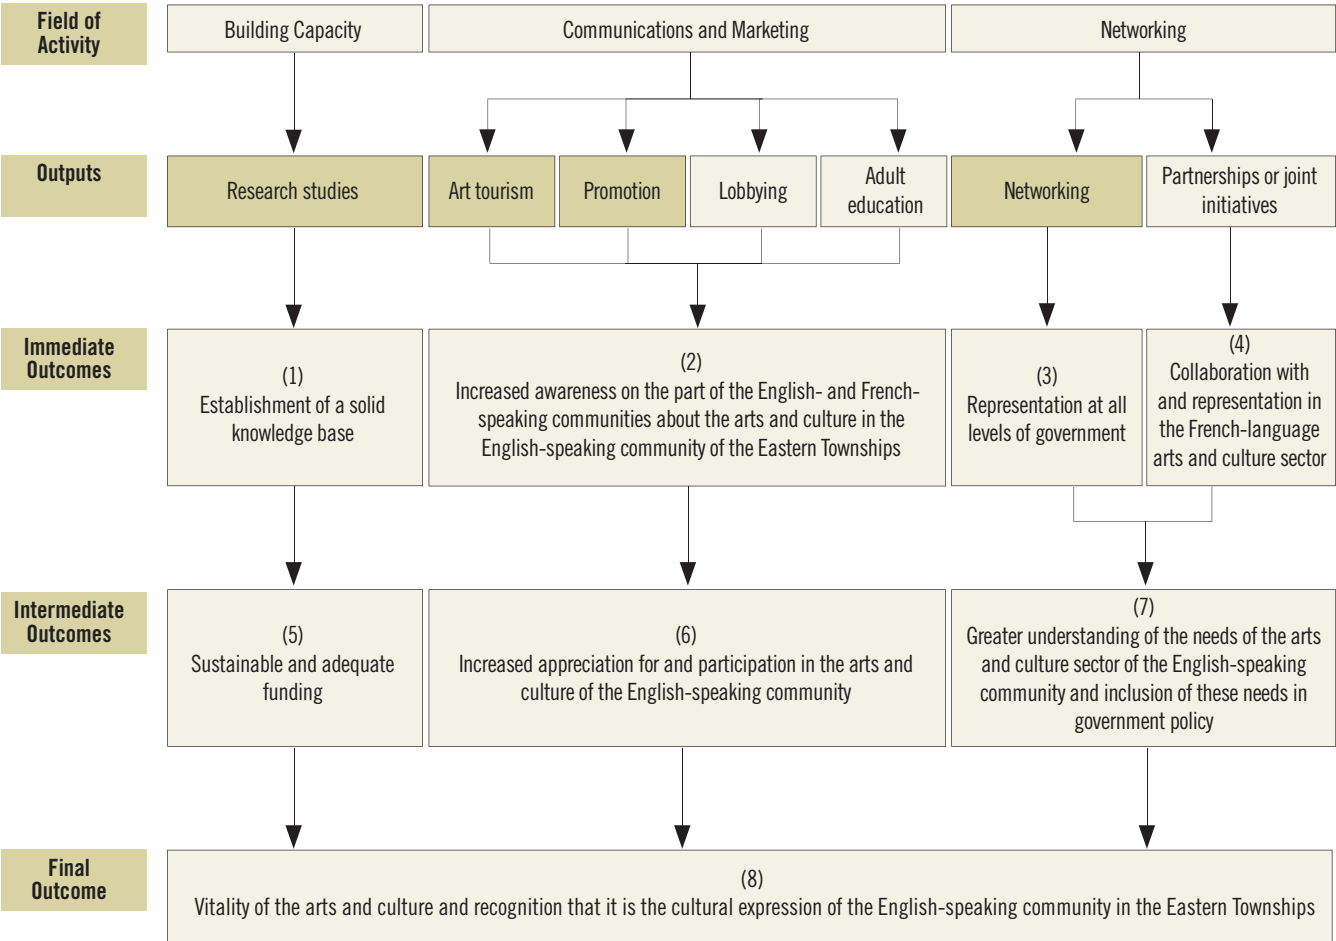 Field of
Activity
Building Capacity
Communications and Marketing
Networking
Outputs
Research studies
Art tourism
Promotion
Lobbying
Adult
education
Networking
Partnerships or joint
initiatives
Immediate
Outcomes
(1)
Establishment of a solid
knowledge base
(2)
Increased awareness on the part of the English- and French-
speaking communities about the arts and culture in the
English-speaking community of the Eastern Townships
(3)
Representation at all
levels of government
(4)
Collaboration with
and representation in
the French-language
arts and culture sector
Intermediate
Outcomes
(5)
Sustainable and adequate
funding
(6)
Increased appreciation for and participation in the arts and
culture of the English-speaking community
(7)
Greater understanding of the needs of the arts
and culture sector of the English-speaking
community and inclusion of these needs in
government policy
Final
Outcome
(8)
Vitality of the arts and culture and recognition that it is the cultural expression of the English-speaking community in the Eastern Townships